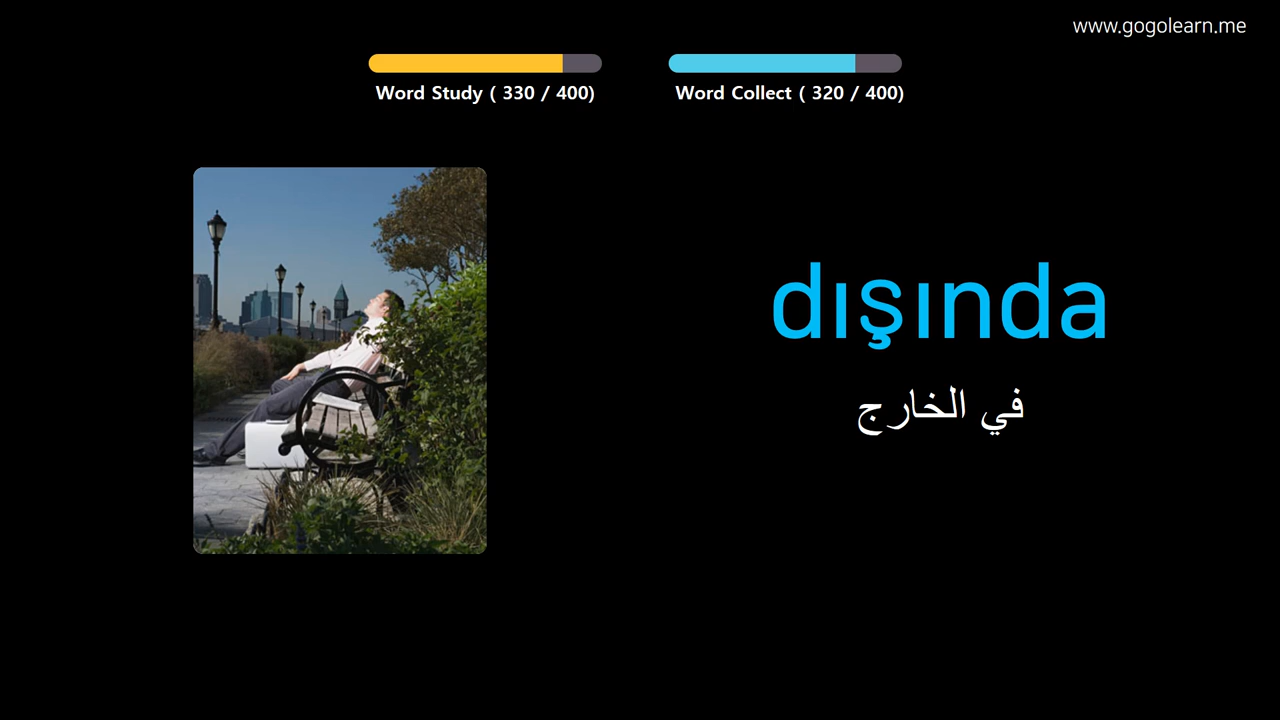 www.gogolearn.me
Word Study ( 330 / 400)
Word Collect ( 320 / 400)
dışında
في الخارج